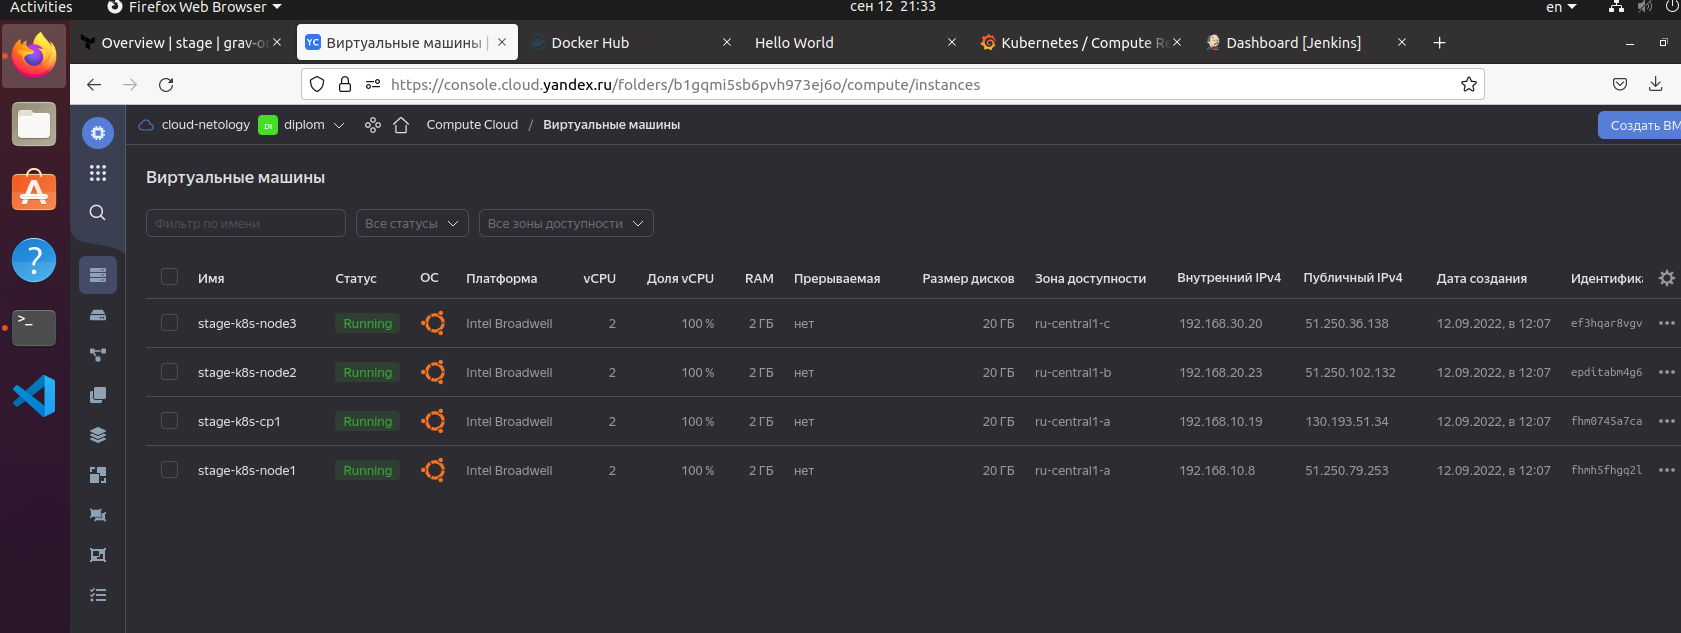 Activities Firefox Web Browser сен 12 21:33 en
Overview | stage | grav-o Виртуальные машины | Docker Hub Hello World Kubernetes / Compute Re Dashboard [Jenkins]
https://console.cloud.yandex.ru/folders/b1gqmi5sb6pvh973ej6o/compute/instances
cloud-netology DI diplom Compute Cloud / Виртуальные машины Создать ВМ
Виртуальные машины
Фильтр по имени Все статусы Все зоны доступности
Имя Статус ОС Платформа vCPU Доля vCPU RAM Прерываемая Размер дисков Зона доступности Внутренний IPv4 Публичный IPv4 Дата создания Идентифик
stage-k8s-node3 Running Intel Broadwell 2 100 % 2 ГБ нет 20 ГБ ru-central1-c 192.168.30.20 51.250.36.138 12.09.2022, в 12:07 ef3hqar8vgv
stage-k8s-node2 Running Intel Broadwell 2 100 % 2 ГБ нет 20 ГБ ru-central1-b 192.168.20.23 51.250.102.132 12.09.2022, в 12:07 epditabm4g6
stage-k8s-cp1 Running Intel Broadwell 2 100 % 2 ГБ нет 20 ГБ ru-central1-a 192.168.10.19 130.193.51.34 12.09.2022, в 12:07 fhm0745a7ca
stage-k8s-node1 Running Intel Broadwell 2 100 % 2 ГБ нет 20 ГБ ru-central1-a 192.168.10.8 51.250.79.253 12.09.2022, в 12:07 fhmh5fhgq2l